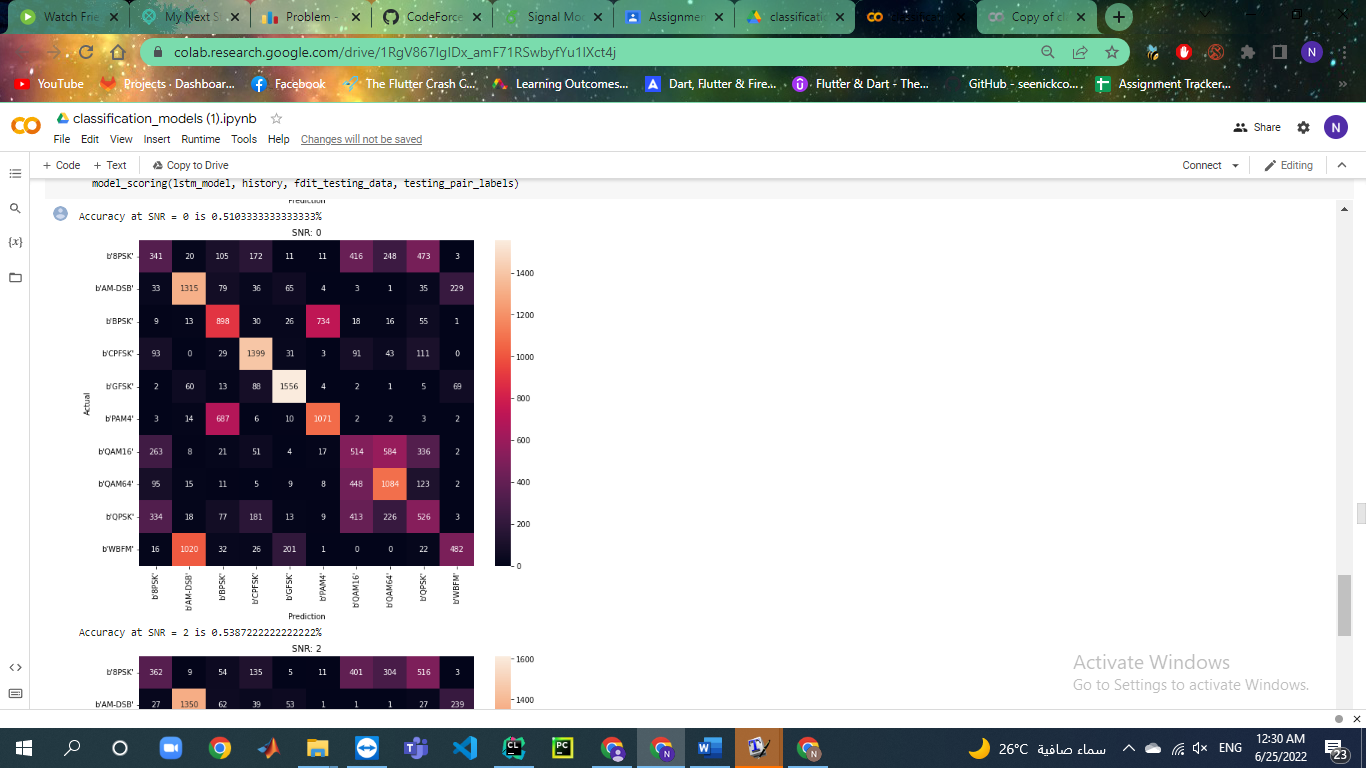 Watch Frie
My Next S
Problem -
CodeForce
Signal Mo
Assignmen
classificatio
Copy of cl
colab.research.google.com/drive/1RgV867IgIDx_amF71RSwbyfYu1IXct4j
N
YouTube
Projects · Dashboar...
Facebook
The Flutter Crash C...
Learning Outcomes...
Dart, Flutter & Fire...
Flutter & Dart - The...
GitHub - seenickco...
Assignment Tracker...
classification_models (1).ipynb
File Edit View Insert Runtime Tools Help Changes will not be saved
Share
N
+ Code + Text Copy to Drive
Connect
Editing
model_scoring(lstm_model, history, fdit_testing_data, testing_pair_labels)
Prediction
Accuracy at SNR = 0 is 0.5103333333333333%
SNR: 0
b'8PSK' 341 20 105 172 11 11 416 248 473 3
b'AM-DSB' 33 1315 79 36 65 4 3 1 35 229
b'BPSK' 9 13 898 30 26 734 18 16 55 1
b'CPFSK' 93 0 29 1399 31 3 91 43 111 0
b'GFSK' 2 60 13 88 1556 4 2 1 5 69
b'PAM4' 3 14 687 6 10 1071 2 2 3 2
b'QAM16' 263 8 21 51 4 17 514 584 336 2
b'QAM64' 95 15 11 5 9 8 448 1084 123 2
b'QPSK' 334 18 77 181 13 9 413 226 526 3
b'WBFM' 16 1020 32 26 201 1 0 0 22 482
Actual
b'8PSK' b'AM-DSB' b'BPSK' b'CPFSK' b'GFSK' b'PAM4' b'QAM16' b'QAM64' b'QPSK' b'WBFM'
Prediction
1400
1200
1000
800
600
400
200
0
Accuracy at SNR = 2 is 0.5387222222222222%
SNR: 2
b'8PSK' 362 9 54 135 5 11 401 304 516 3
b'AM-DSB' 27 1350 62 39 53 1 1 1 27 239
1600
1400
Activate Windows
Go to Settings to activate Windows.
26°C سماء صافية
ENG
12:30 AM
6/25/2022
23